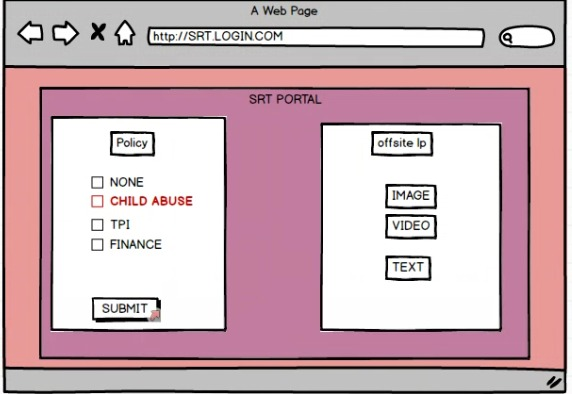 A Web Page
http://SRT.LOGIN.COM
SRT PORTAL
Policy
NONE
CHILD ABUSE
TPI
FINANCE
SUBMIT
offsite lp
IMAGE
VIDEO
TEXT